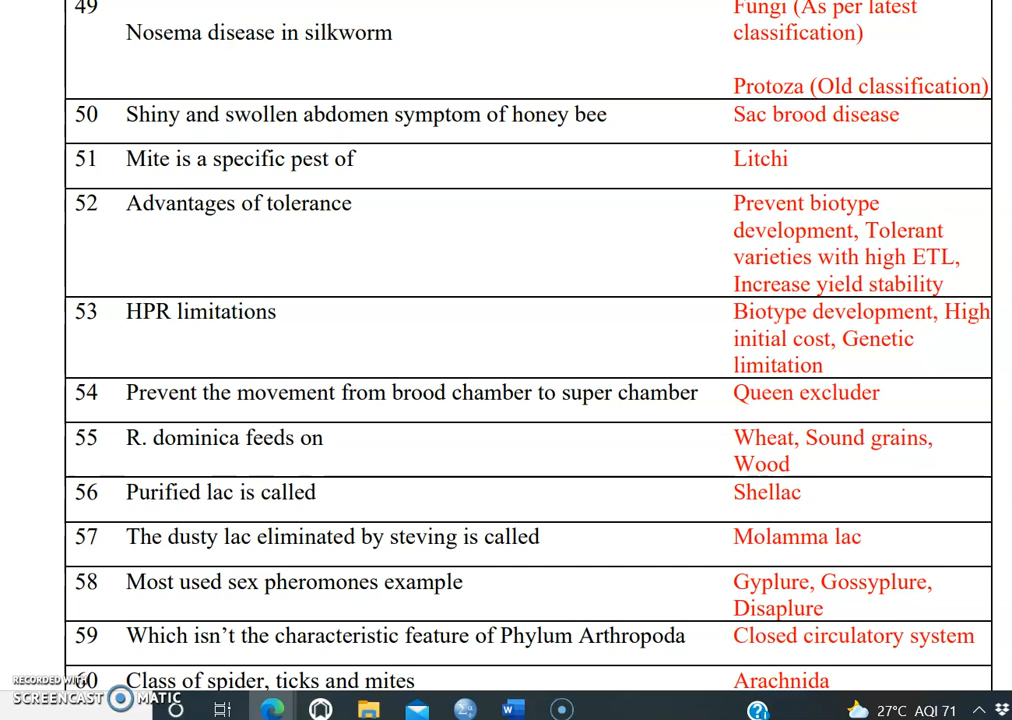 49
Fungi (As per latest
Nosema disease in silkworm
classification)
Protoza (Old classification)
50 Shiny and swollen abdomen symptom of honey bee Sac brood disease
51 Mite is a specific pest of Litchi
52 Advantages of tolerance Prevent biotype
development, Tolerant
varieties with high ETL,
Increase yield stability
53 HPR limitations Biotype development, High
initial cost, Genetic
limitation
54 Prevent the movement from brood chamber to super chamber Queen excluder
55 R. dominica feeds on Wheat, Sound grains,
Wood
56 Purified lac is called Shellac
57 The dusty lac eliminated by steving is called Molamma lac
58 Most used sex pheromones example Gyplure, Gossyplure,
Disaplure
59 Which isn't the characteristic feature of Phylum Arthropoda Closed circulatory system
60 Class of spider, ticks and mites Arachnida
RECORDED WITH
SCREENCAST MATIC
27°C AQI 71